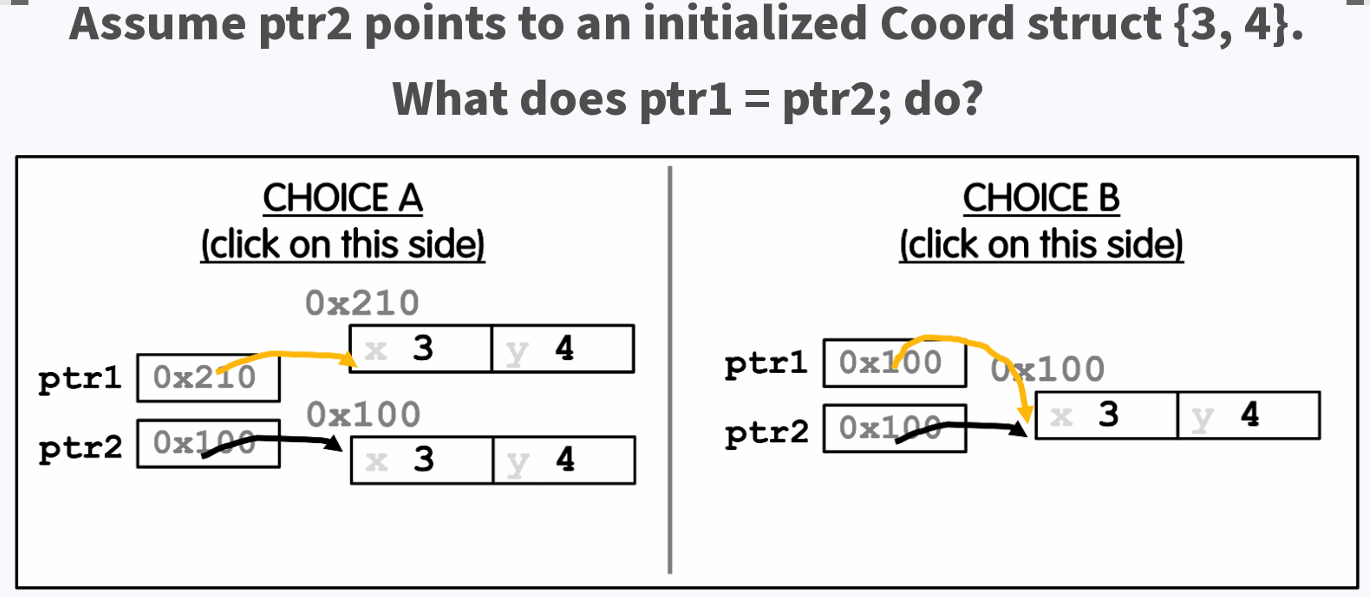 Assume ptr2 points to an initialized Coord struct {3, 4}.
What does ptr1 = ptr2; do?
CHOICE A
(click on this side)
0x210
x 3 y 4
ptr1 0x210
0x100
ptr2 0x100
x 3 y 4
CHOICE B
(click on this side)
ptr1 0x100
0x100
x 3 y 4
ptr2 0x100